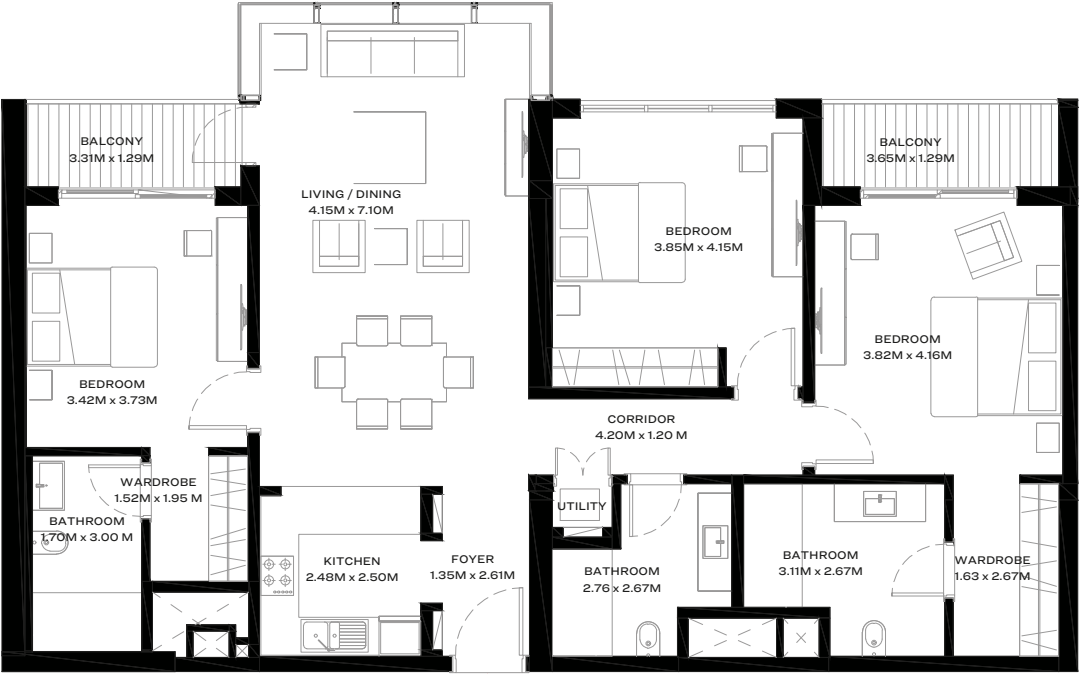 BALCONY
3.31M x 1.29M
BALCONY
3.65M x 1.29M
LIVING / DINING
4.15M x 7.10M
BEDROOM
3.85M x 4.15M
BEDROOM
3.82M x 4.16M
BEDROOM
3.42M x 3.73M
CORRIDOR
4.20M x 1.20 M
WARDROBE
1.52M x 1.95 M
BATHROOM
1.70M x 3.00 M
UTILITY
KITCHEN
2.48M x 2.50M
FOYER
1.35M x 2.61M
BATHROOM
2.76 x 2.67M
BATHROOM
3.11M x 2.67M
WARDROBE
1.63 x 2.67M